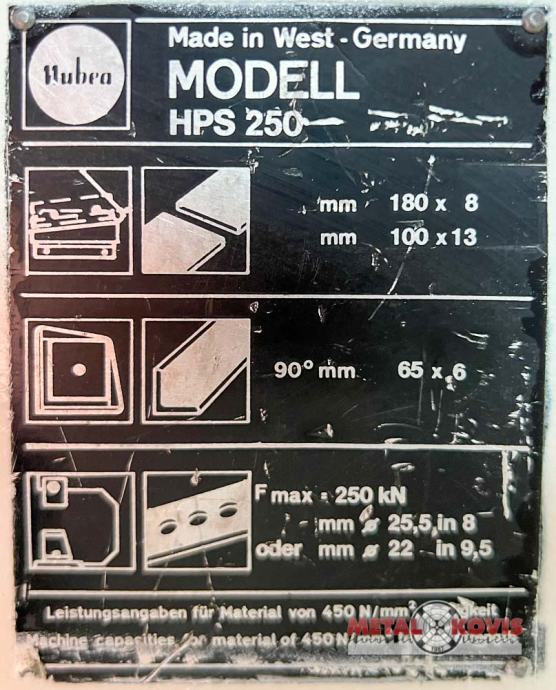 Mubea
Made in West-Germany
MODELL
HPS 250
mm 180 x 8
mm 100 x 13
90° mm 65 x 6
F max = 250 kN
mm ø 25,5 in 8
oder mm ø 22 in 9,5
Leistungsangaben für Material von 450 N/mm²
Machine capacities for material of 450 N
METAL KOVIS